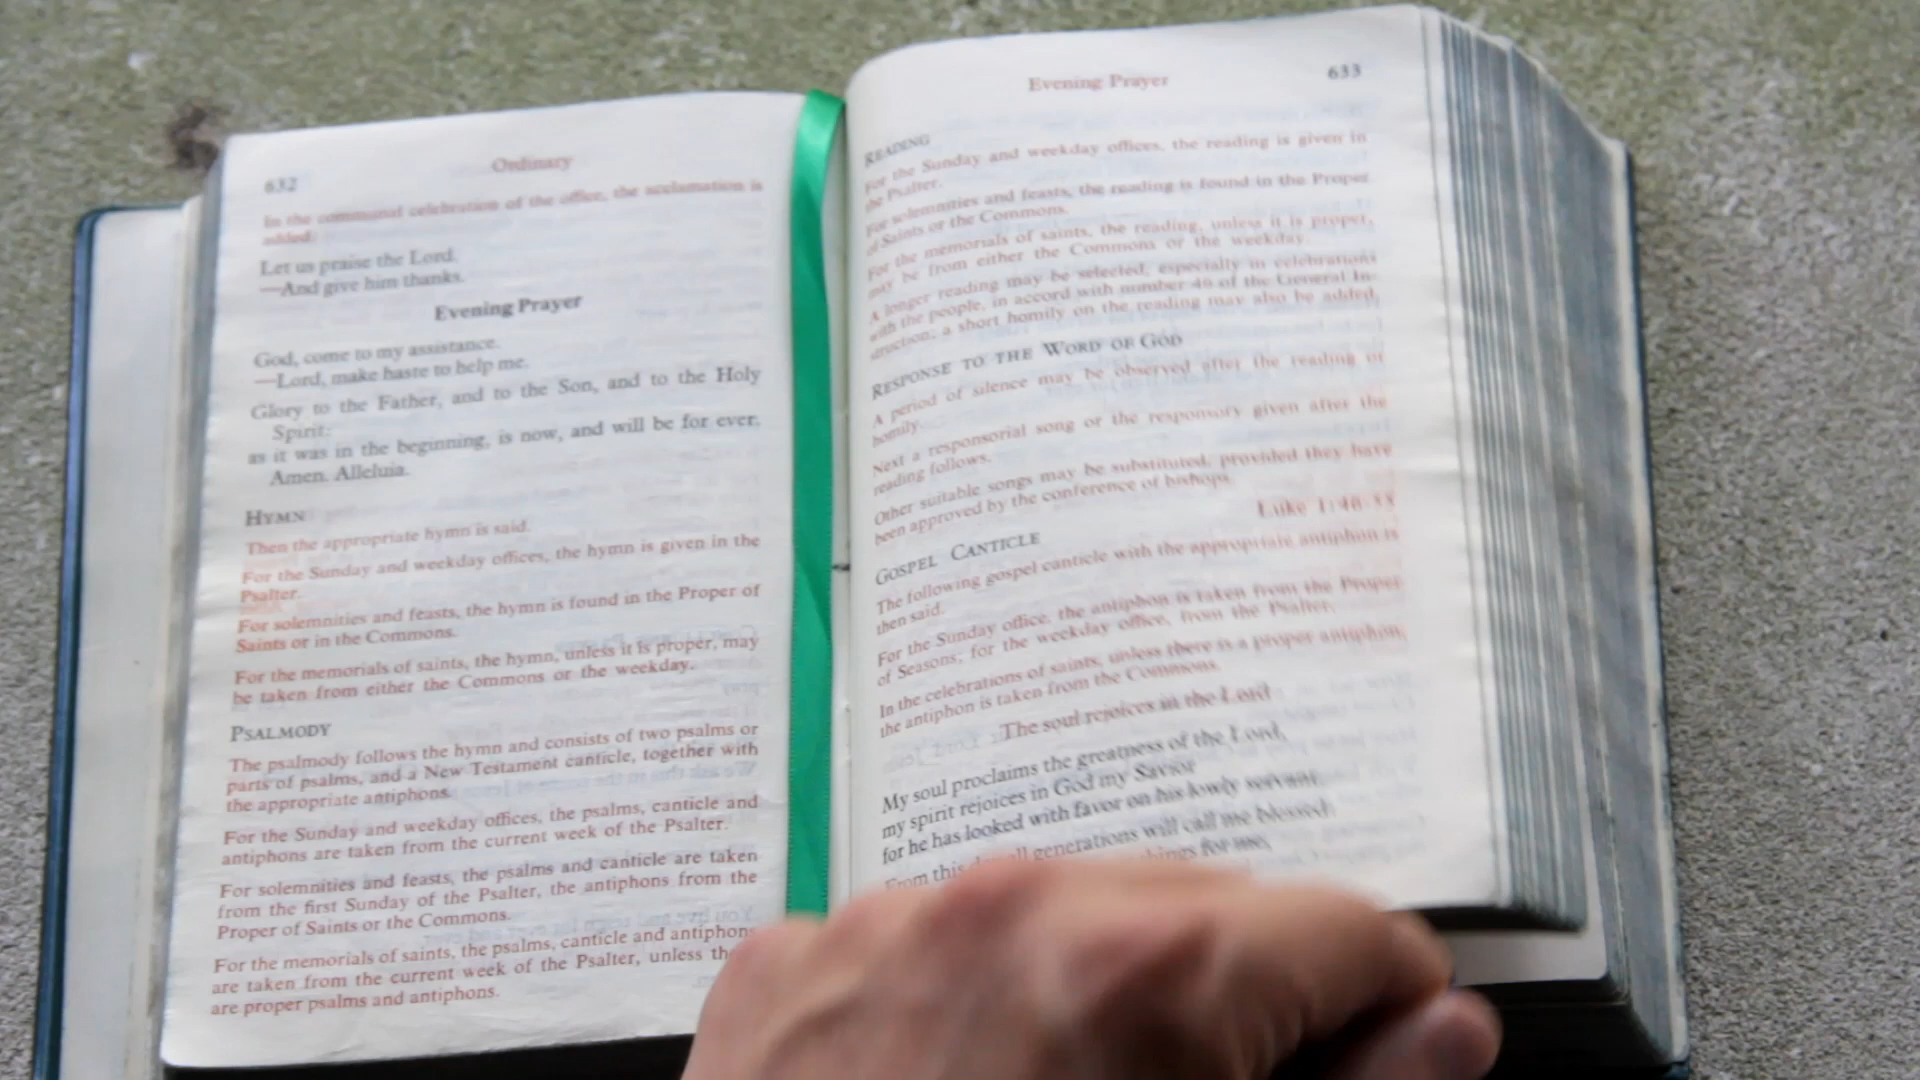 632
Ordinary
In the communal celebration of the office, the acclamation is
added:
Let us praise the Lord.
—And give him thanks.
Evening Prayer
God, come to my assistance.
—Lord, make haste to help me.
Glory to the Father, and to the Son, and to the Holy
Spirit:
as it was in the beginning, is now, and will be for ever.
Amen. Alleluia.
HYMN
Then the appropriate hymn is said.
For the Sunday and weekday offices, the hymn is given in the
Psalter.
For solemnities and feasts, the hymn is found in the Proper of
Saints or in the Commons.
For the memorials of saints, the hymn, unless it is proper, may
be taken from either the Commons or the weekday.
PSALMODY
The psalmody follows the hymn and consists of two psalms or
parts of psalms, and a New Testament canticle, together with
the appropriate antiphons.
For the Sunday and weekday offices, the psalms, canticle and
antiphons are taken from the current week of the Psalter.
For solemnities and feasts, the psalms and canticle are taken
from the first Sunday of the Psalter, the antiphons from the
Proper of Saints or the Commons.
For the memorials of saints, the psalms, canticle and antiphons
are taken from the current week of the Psalter, unless
are proper psalms and antiphons.
Evening Prayer
633
READING
For the Sunday and weekday offices, the reading is given in
the Psalter.
For solemnities and feasts, the reading is found in the Proper
of Saints or the Commons.
For the memorials of saints, the reading, unless it is proper,
may be from either the Commons or the weekday.
A longer reading may be selected, especially in celebrations
with the people, in accord with number 46 of the General In-
struction; a short homily on the reading may also be added.
RESPONSE TO THE WORD OF GOD
A period of silence may be observed after the reading or
homily.
Next a responsorial song or the responsory given after the
reading follows.
Other suitable songs may be substituted, provided they have
been approved by the conference of bishops.
GOSPEL CANTICLE
Luke 1:46-55
The following gospel canticle with the appropriate antiphon is
then said.
For the Sunday office, the antiphon is taken from the Proper
of Seasons; for the weekday office, from the Psalter.
In the celebrations of saints, unless there is a proper antiphon,
the antiphon is taken from the Commons.
The soul rejoices in the Lord
My soul proclaims the greatness of the Lord,
my spirit rejoices in God my Savior
for he has looked with favor on his lowly servant.
From this all generations will call me blessed:
things for me,